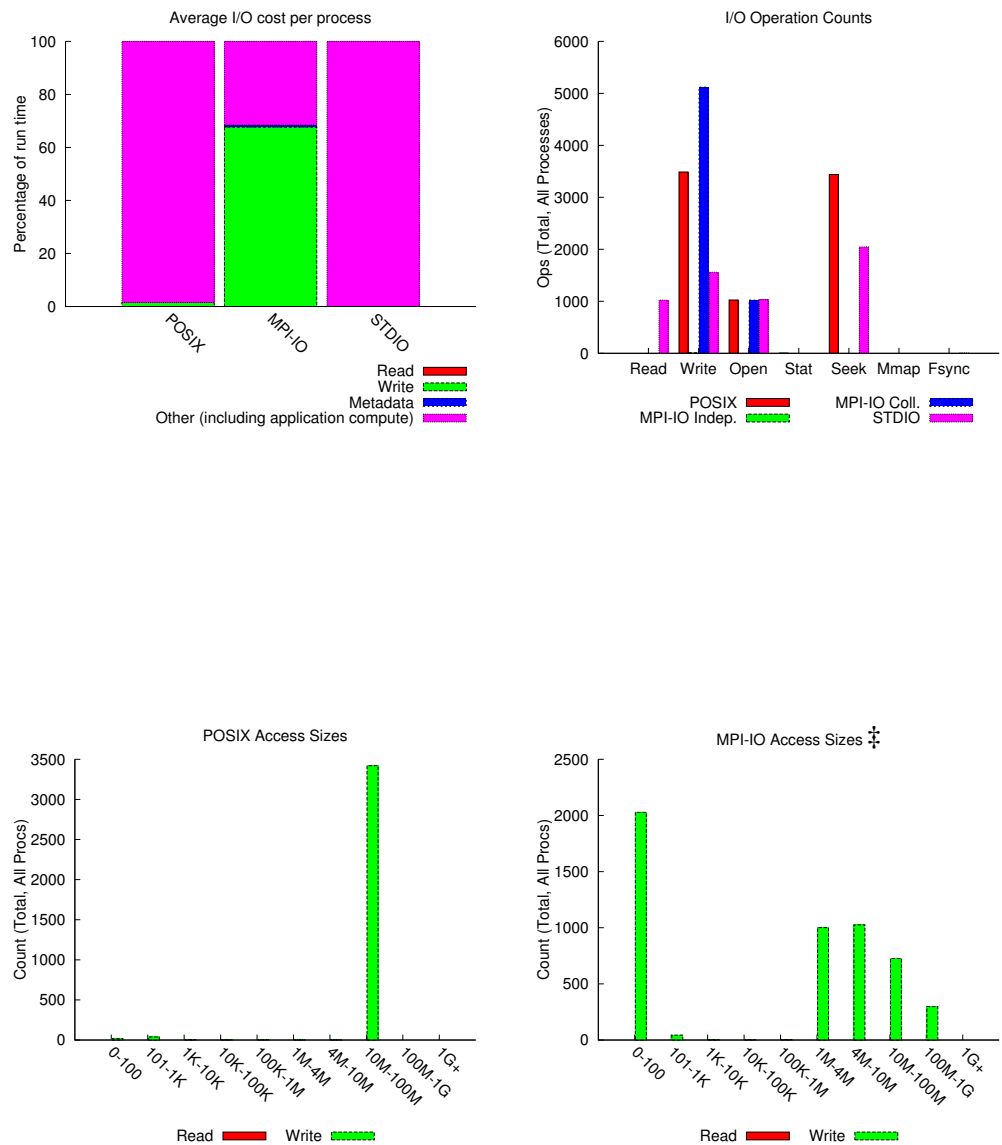 Average I/O cost per process
100
80
60
40
20
0
Percentage of run time
POSIX
MPI-IO
STDIO
Read
Write
Metadata
Other (including application compute)
I/O Operation Counts
6000
5000
4000
3000
2000
1000
0
Ops (Total, All Processes)
Read Write Open Stat Seek Mmap Fsync
POSIX
MPI-IO Indep.
MPI-IO Coll.
STDIO
POSIX Access Sizes
3500
3000
2500
2000
1500
1000
500
0
Count (Total, All Procs)
0-100
101-1K
1K-10K
10K-100K
100K-1M
1M-4M
4M-10M
10M-100M
100M-1G
1G+
Read Write
MPI-IO Access Sizes ‡
2500
2000
1500
1000
500
0
Count (Total, All Procs)
0-100
101-1K
1K-10K
10K-100K
100K-1M
1M-4M
4M-10M
10M-100M
100M-1G
1G+
Read Write